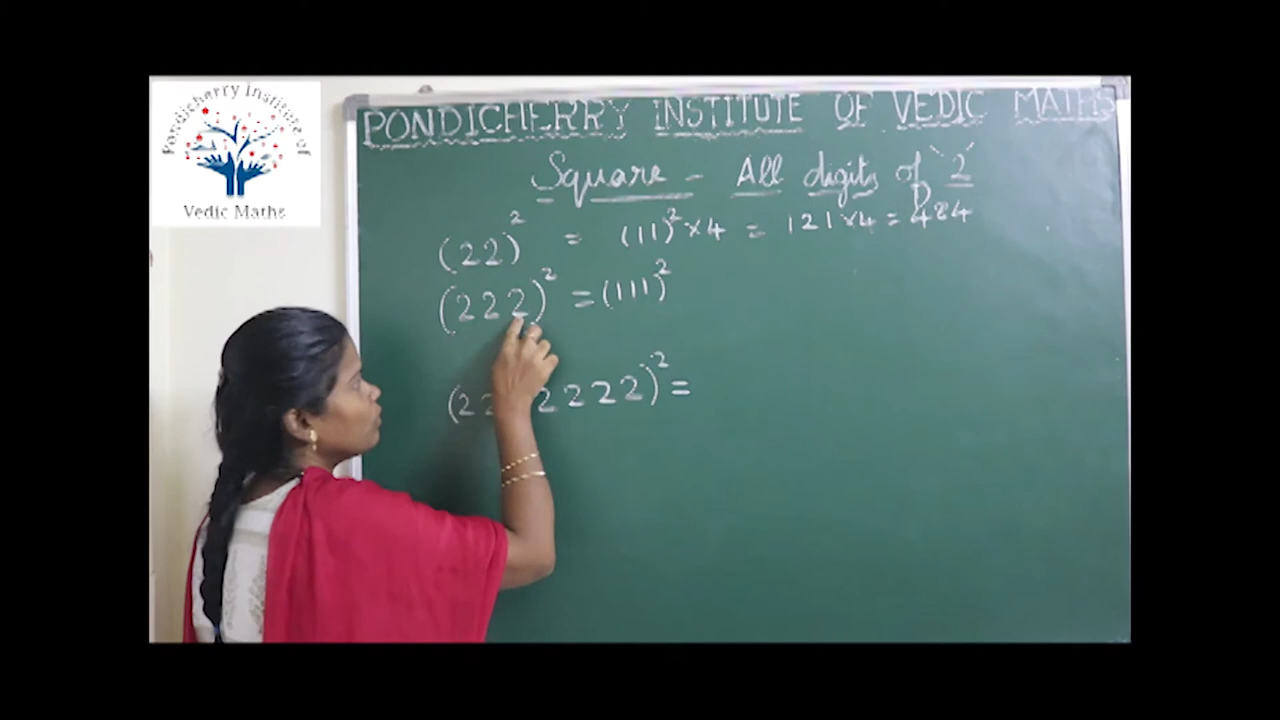 Pondicherry Institute of
Vedic Maths
PONDICHERRY INSTITUTE OF VEDIC MATHS
Square - All digits of 2
(22)² = (11)² × 4 = 121 × 4 = 484
(222)² = (111)²
(22 2222)² =